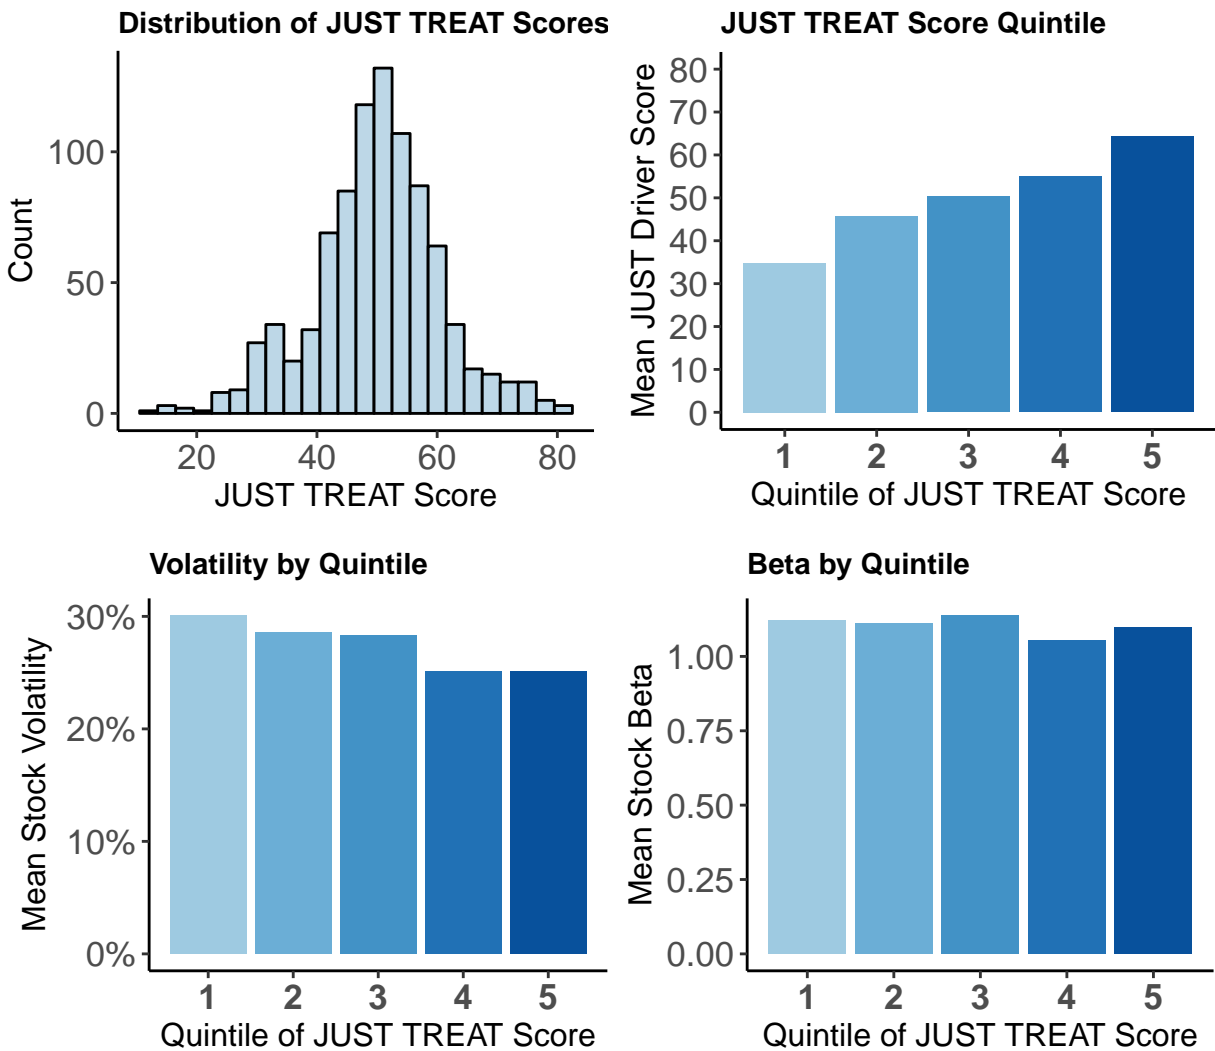 Distribution of JUST TREAT Scores
Count
100
50
0
20 40 60 80
JUST TREAT Score
JUST TREAT Score Quintile
Mean JUST Driver Score
80
70
60
50
40
30
20
10
0
1 2 3 4 5
Quintile of JUST TREAT Score
Volatility by Quintile
Mean Stock Volatility
30%
20%
10%
0%
1 2 3 4 5
Quintile of JUST TREAT Score
Beta by Quintile
Mean Stock Beta
1.00
0.75
0.50
0.25
0.00
1 2 3 4 5
Quintile of JUST TREAT Score